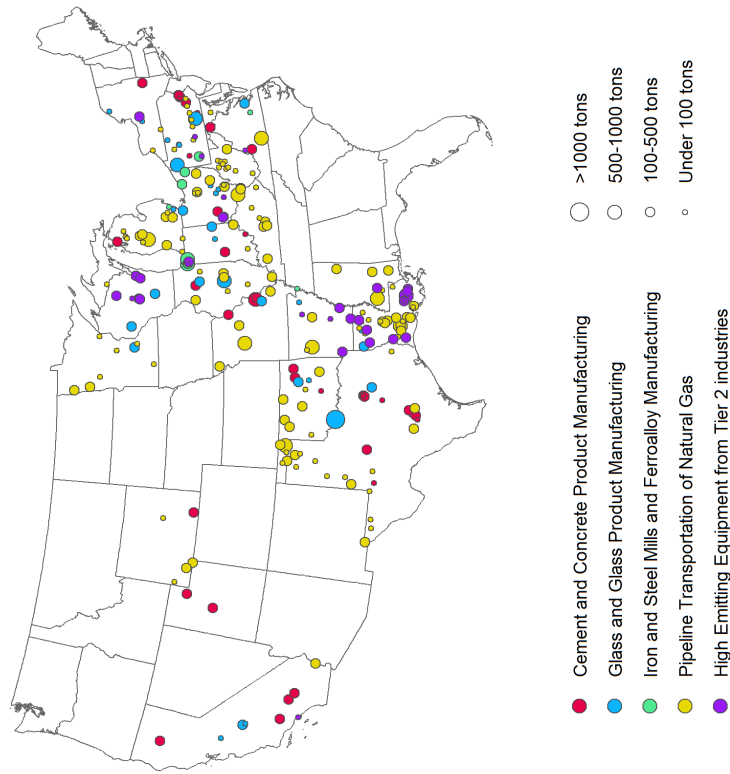 Cement and Concrete Product Manufacturing
Glass and Glass Product Manufacturing
Iron and Steel Mills and Ferroalloy Manufacturing
Pipeline Transportation of Natural Gas
High Emitting Equipment from Tier 2 industries
>1000 tons
500-1000 tons
100-500 tons
Under 100 tons